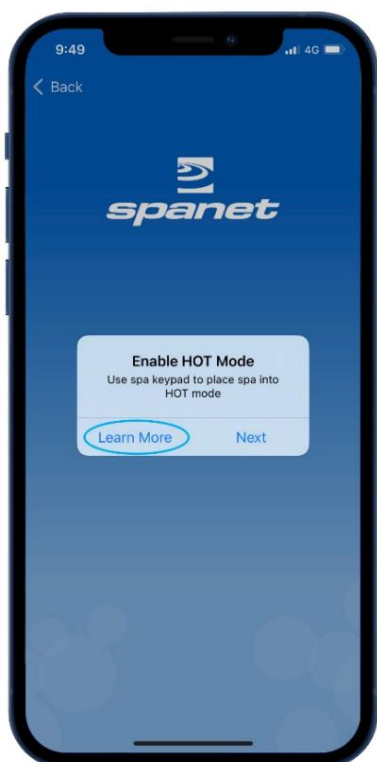 9:49
4G
Back
spanet
Enable HOT Mode
Use spa keypad to place spa into
HOT mode
Learn More
Next